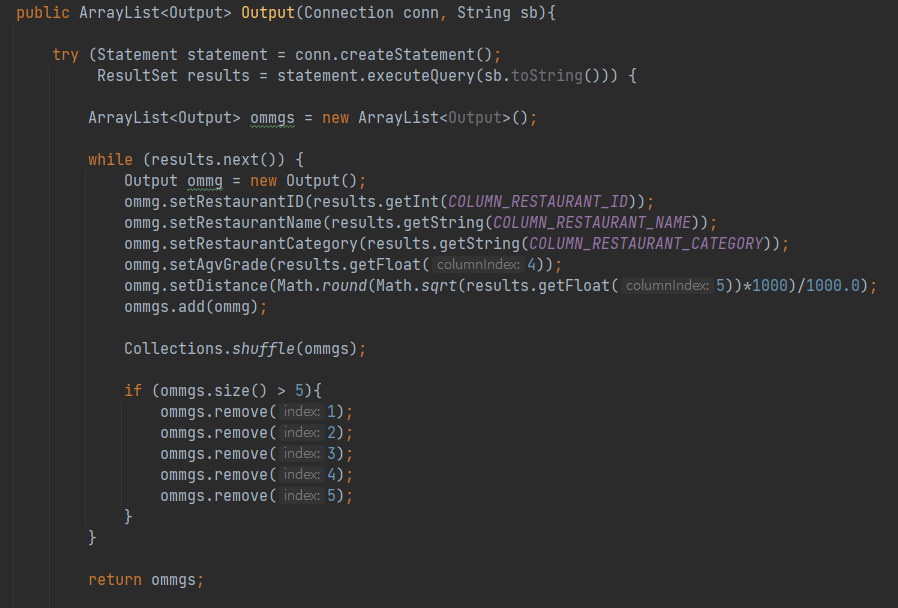 public ArrayList<Output> Output(Connection conn, String sb){
try (Statement statement = conn.createStatement();
ResultSet results = statement.executeQuery(sb.toString())) {
ArrayList<Output> ommgs = new ArrayList<Output>();
while (results.next()) {
Output ommg = new Output();
ommg.setRestaurantID(results.getInt(COLUMN_RESTAURANT_ID));
ommg.setRestaurantName(results.getString(COLUMN_RESTAURANT_NAME));
ommg.setRestaurantCategory(results.getString(COLUMN_RESTAURANT_CATEGORY));
ommg.setAgvGrade(results.getFloat( columnIndex: 4));
ommg.setDistance(Math.round(Math.sqrt(results.getFloat( columnIndex: 5))*1000)/1000.0);
ommgs.add(ommg);
Collections.shuffle(ommgs);
if (ommgs.size() > 5){
ommgs.remove( index: 1);
ommgs.remove( index: 2);
ommgs.remove( index: 3);
ommgs.remove( index: 4);
ommgs.remove( index: 5);
}
}
return ommgs;